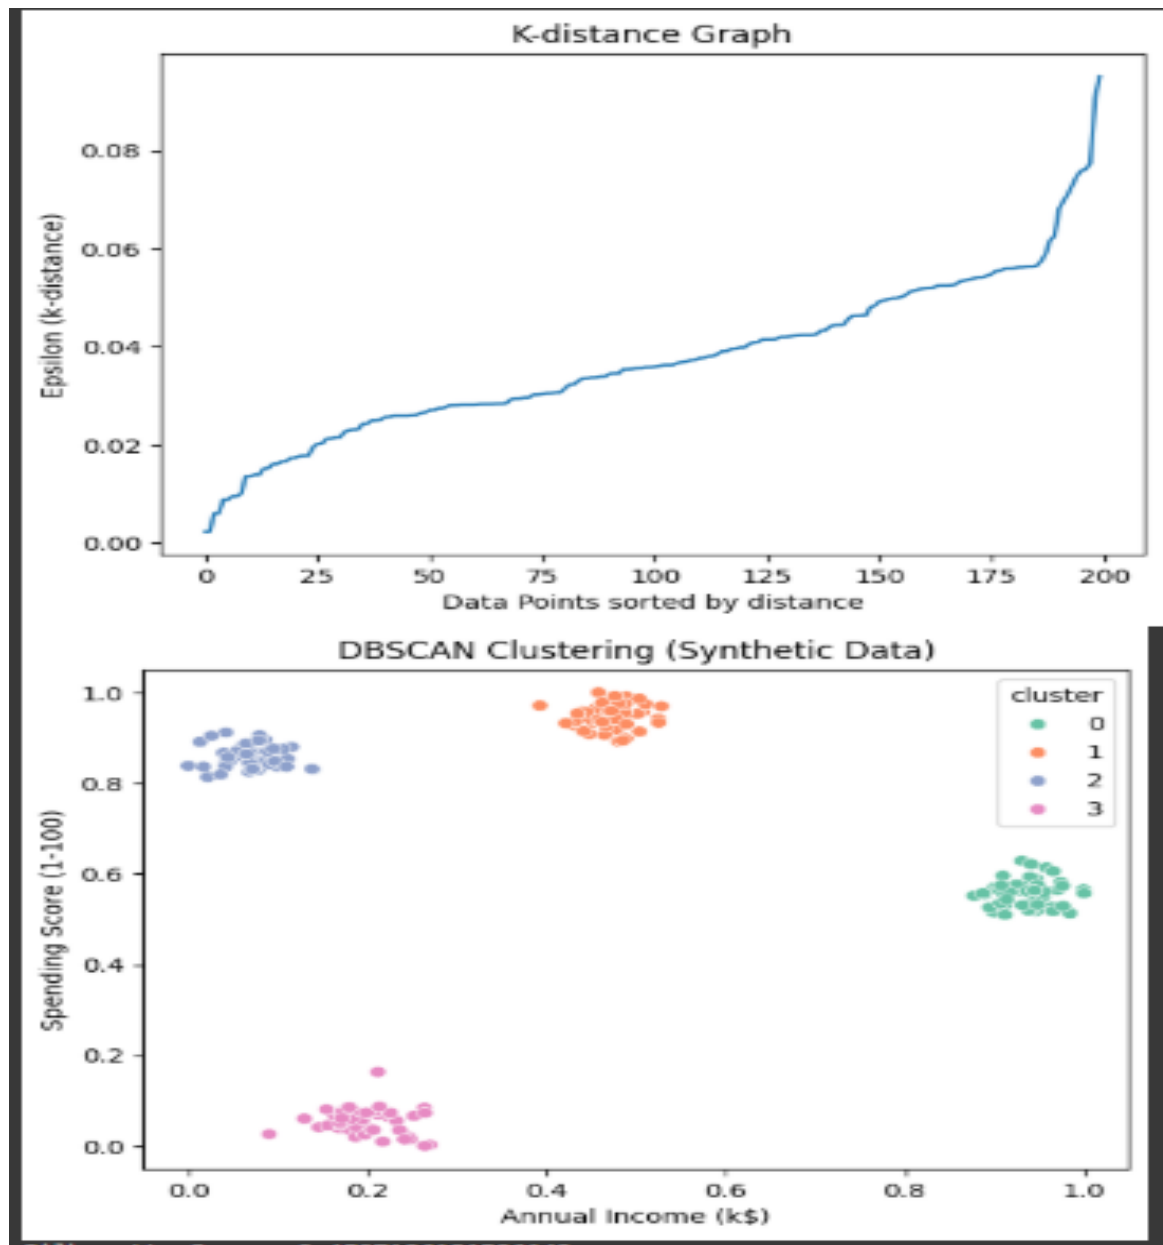 K-distance Graph
0.08
0.06
0.04
0.02
0.00
Epsilon (k-distance)
0 25 50 75 100 125 150 175 200
Data Points sorted by distance
DBSCAN Clustering (Synthetic Data)
cluster
0
1
2
3
1.0
0.8
0.6
0.4
0.2
0.0
Spending Score (1-100)
0.0 0.2 0.4 0.6 0.8 1.0
Annual Income (k$)